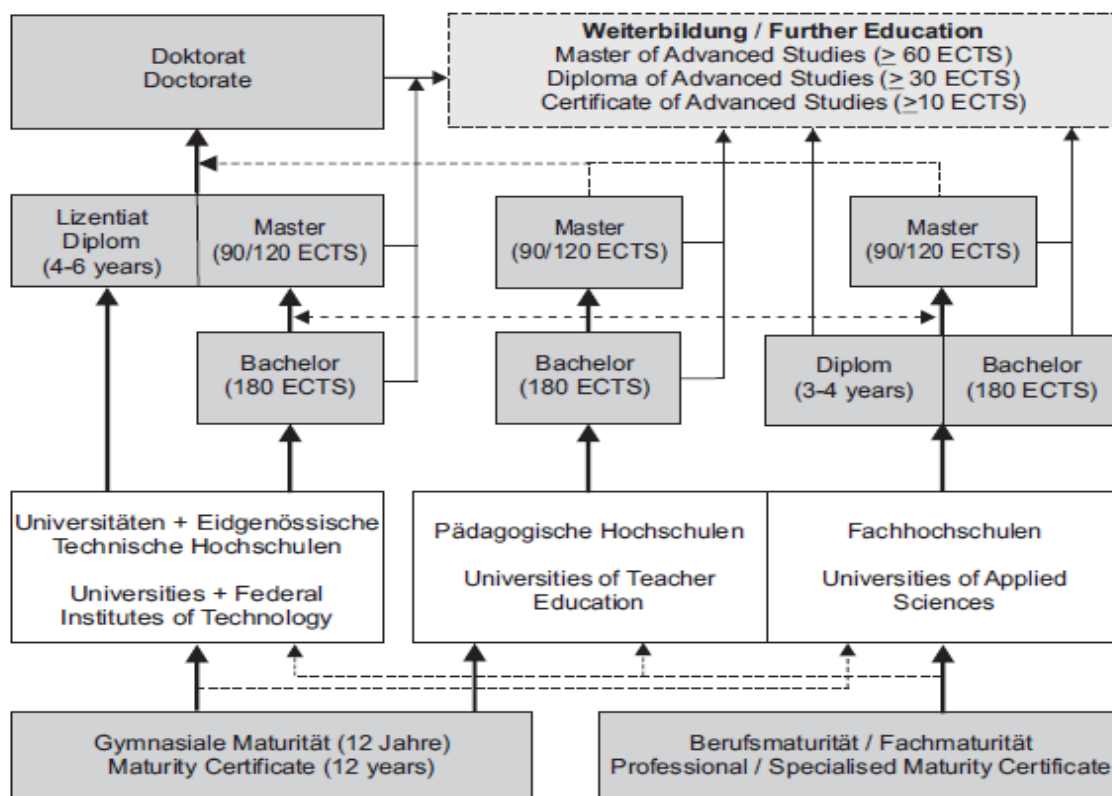 Doktorat
Doctorate
Weiterbildung / Further Education
Master of Advanced Studies (≥ 60 ECTS)
Diploma of Advanced Studies (≥ 30 ECTS)
Certificate of Advanced Studies (≥10 ECTS)
Lizentiat
Diplom
(4-6 years)
Master
(90/120 ECTS)
Master
(90/120 ECTS)
Master
(90/120 ECTS)
Bachelor
(180 ECTS)
Bachelor
(180 ECTS)
Diplom
(3-4 years)
Bachelor
(180 ECTS)
Universitäten + Eidgenössische
Technische Hochschulen
Universities + Federal
Institutes of Technology
Pädagogische Hochschulen
Universities of Teacher
Education
Fachhochschulen
Universities of Applied
Sciences
Gymnasiale Maturität (12 Jahre)
Maturity Certificate (12 years)
Berufsmaturität / Fachmaturität
Professional / Specialised Maturity Certificate